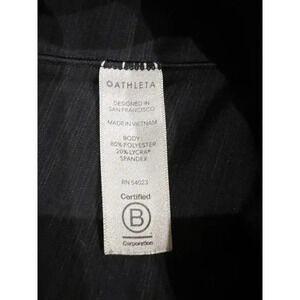 ATHLETA
DESIGNED IN
SAN FRANCISCO
MADE IN VIETNAM
BODY:
80% POLYESTER
20% LYCRA®
SPANDEX
RN 54023
Certified
B
Corporation